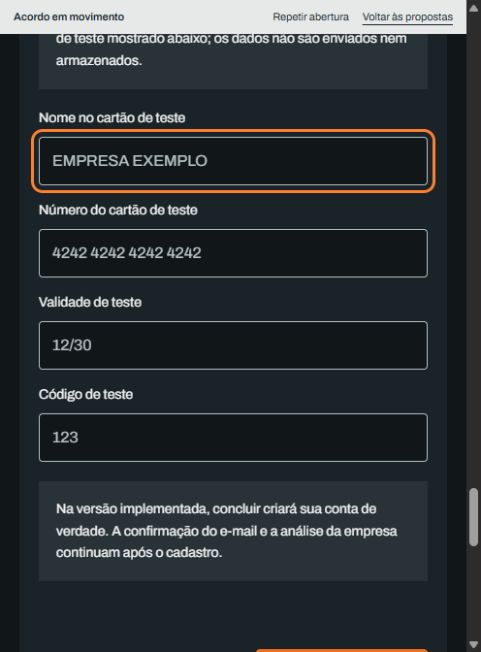 Acordo em movimento Repetir abertura Voltar às propostas
de teste mostrado abaixo; os dados não são enviados nem
armazenados.
Nome no cartão de teste
EMPRESA EXEMPLO
Número do cartão de teste
4242 4242 4242 4242
Validade de teste
12/30
Código de teste
123
Na versão implementada, concluir criará sua conta de
verdade. A confirmação do e-mail e a análise da empresa
continuam após o cadastro.